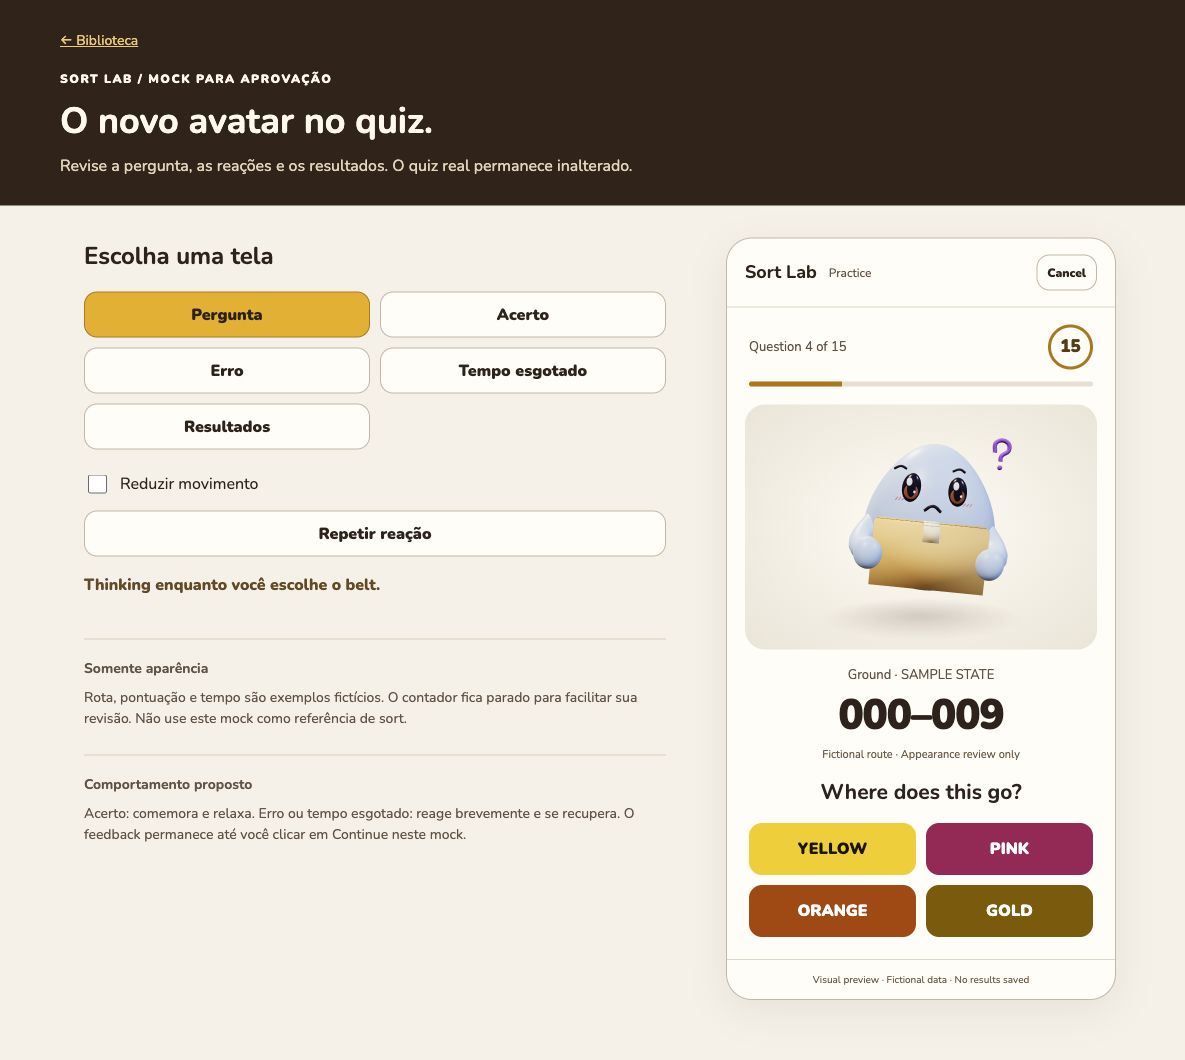 ← Biblioteca
SORT LAB / MOCK PARA APROVAÇÃO
O novo avatar no quiz.
Revise a pergunta, as reações e os resultados. O quiz real permanece inalterado.
Escolha uma tela
Pergunta
Acerto
Erro
Tempo esgotado
Resultados
Reduzir movimento
Repetir reação
Thinking enquanto você escolhe o belt.
Somente aparência
Rota, pontuação e tempo são exemplos fictícios. O contador fica parado para facilitar sua
revisão. Não use este mock como referência de sort.
Comportamento proposto
Acerto: comemora e relaxa. Erro ou tempo esgotado: reage brevemente e se recupera. O
feedback permanece até você clicar em Continue neste mock.
Sort Lab Practice
Cancel
Question 4 of 15
15
?
Ground · SAMPLE STATE
000–009
Fictional route · Appearance review only
Where does this go?
YELLOW
PINK
ORANGE
GOLD
Visual preview · Fictional data · No results saved